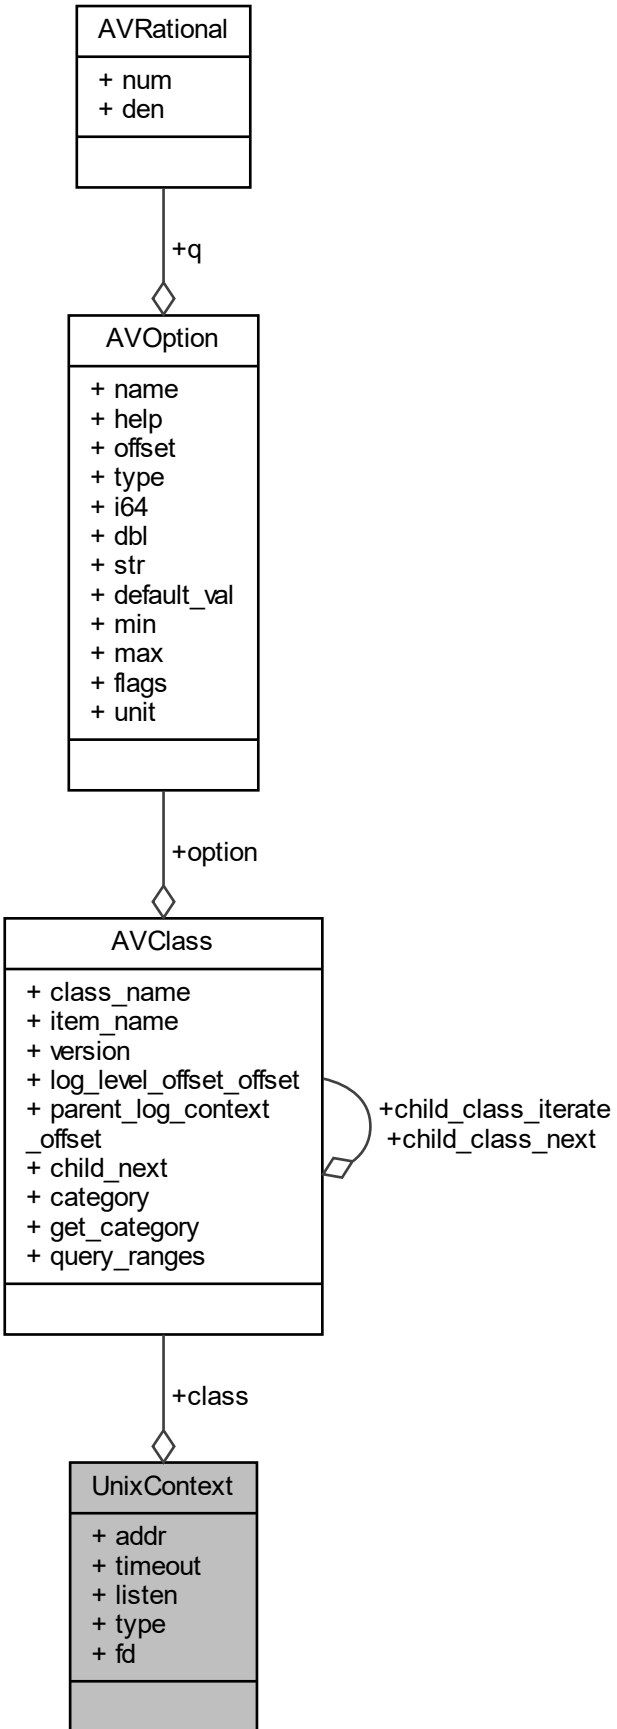 AVRational
+ num
+ den
+q
AVOption
+ name
+ help
+ offset
+ type
+ i64
+ dbl
+ str
+ default_val
+ min
+ max
+ flags
+ unit
+option
AVClass
+ class_name
+ item_name
+ version
+ log_level_offset_offset
+ parent_log_context
_offset
+ child_next
+ category
+ get_category
+ query_ranges
+child_class_iterate
+child_class_next
+class
UnixContext
+ addr
+ timeout
+ listen
+ type
+ fd